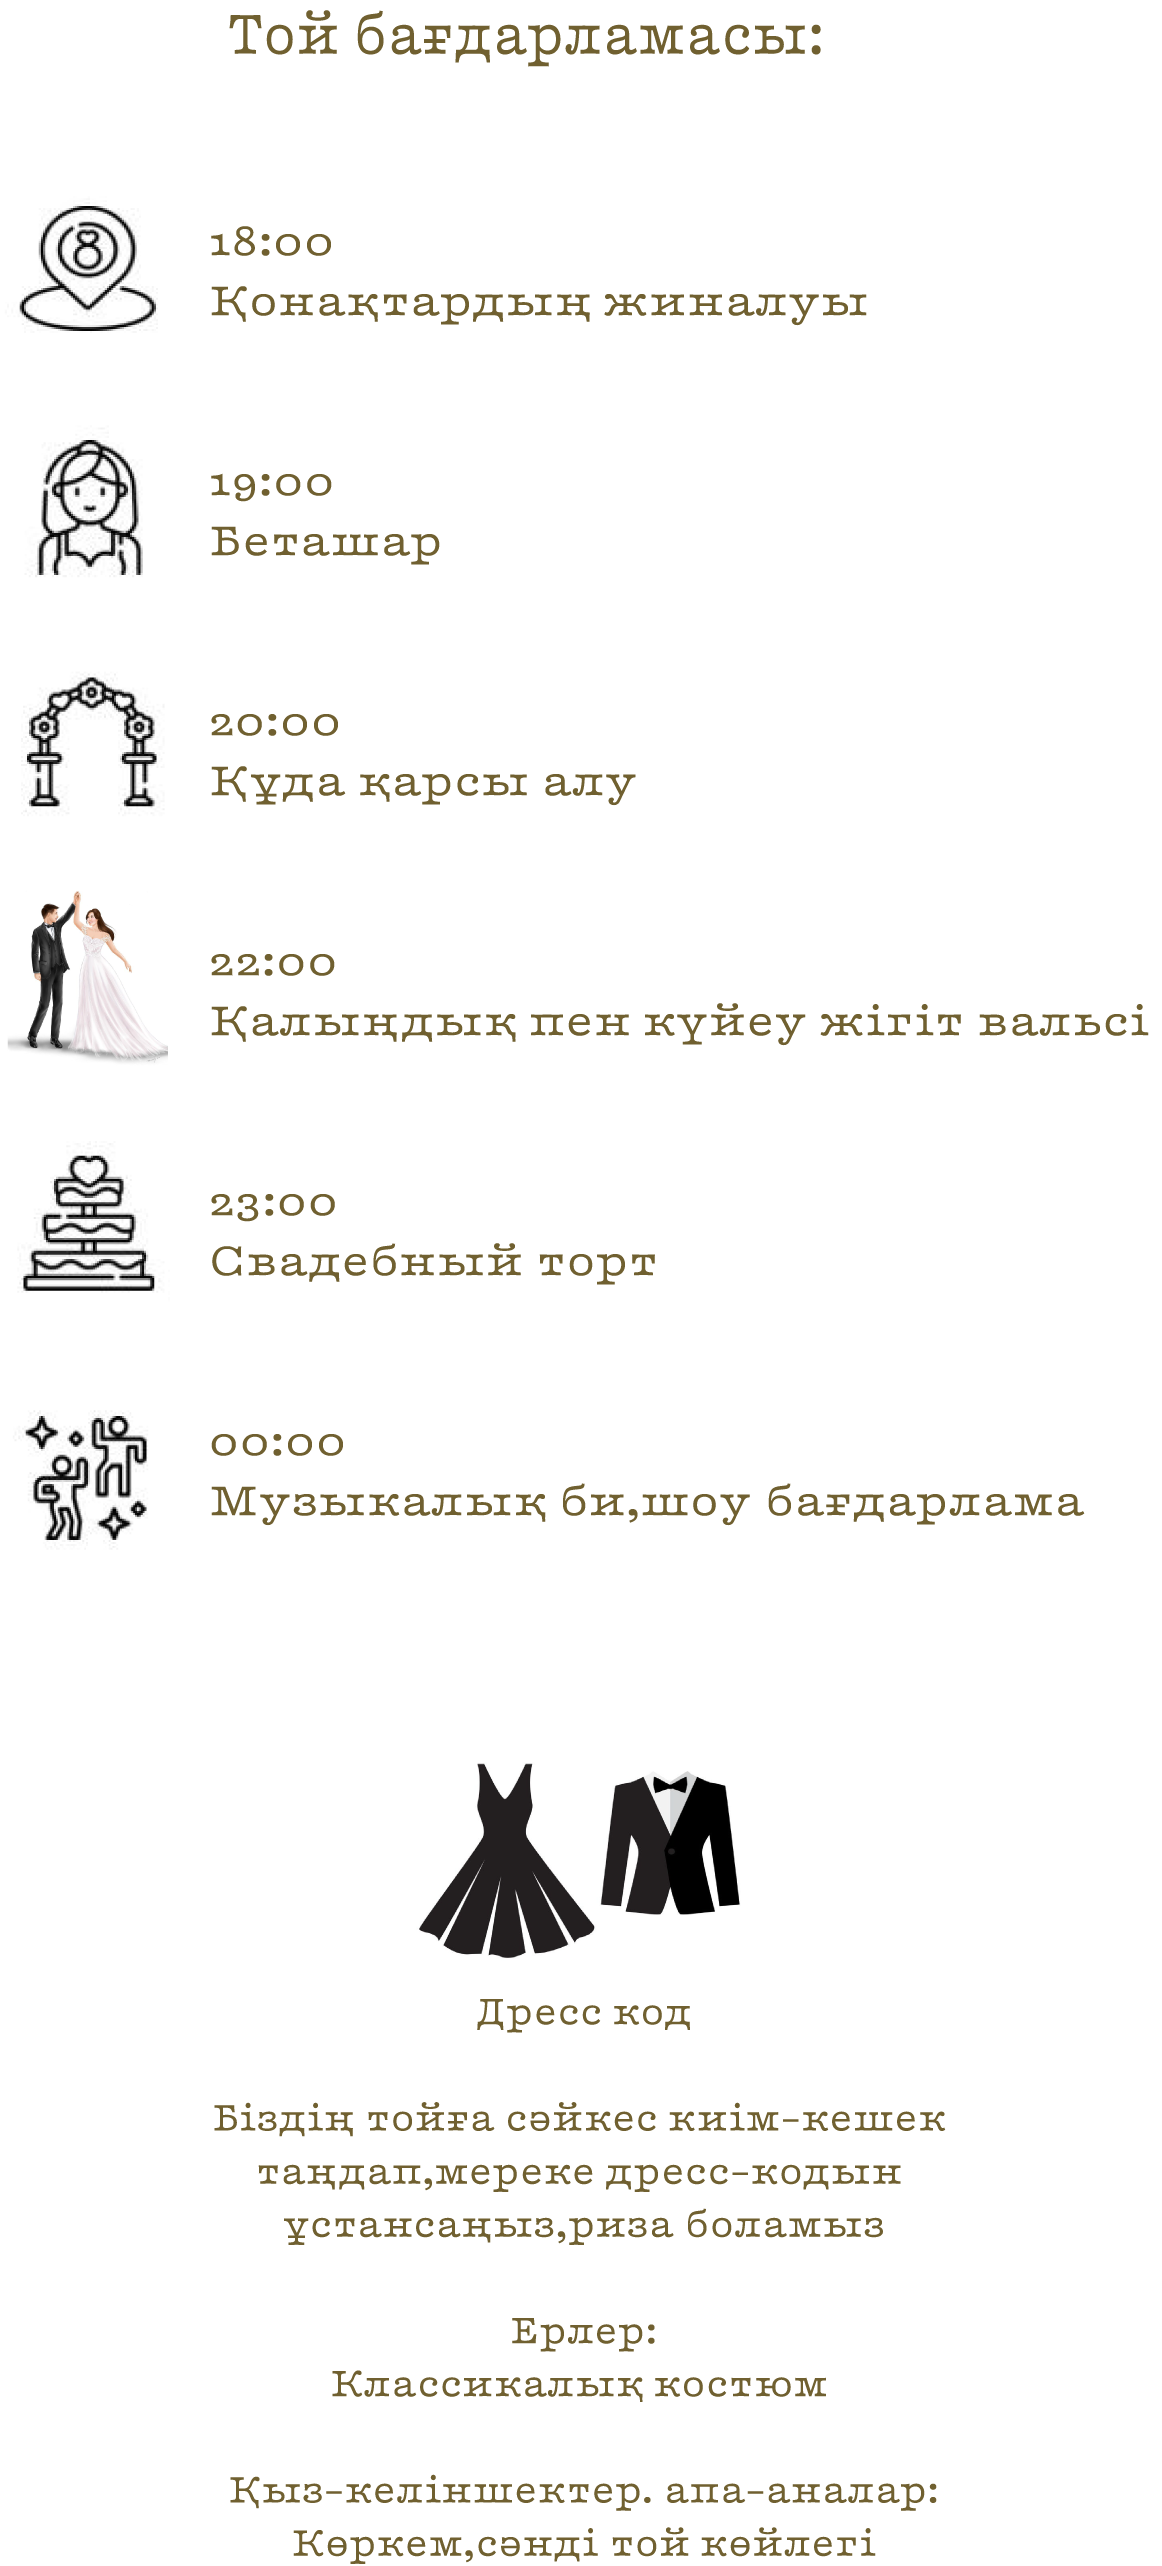 Той бағдарламасы:
18:00
Қонақтардың жиналуы
19:00
Беташар
20:00
Құда қарсы алу
22:00
Қалыңдық пен күйеу жігіт вальсі
23:00
Свадебный торт
00:00
Музыкалық би,шоу бағдарлама
Дресс код
Біздің тойға сәйкес киім-кешек
таңдап,мереке дресс-кодын
ұстансаңыз,риза боламыз
Ерлер:
Классикалық костюм
Қыз-келіншектер. апа-аналар:
Көркем,сәнді той көйлегі